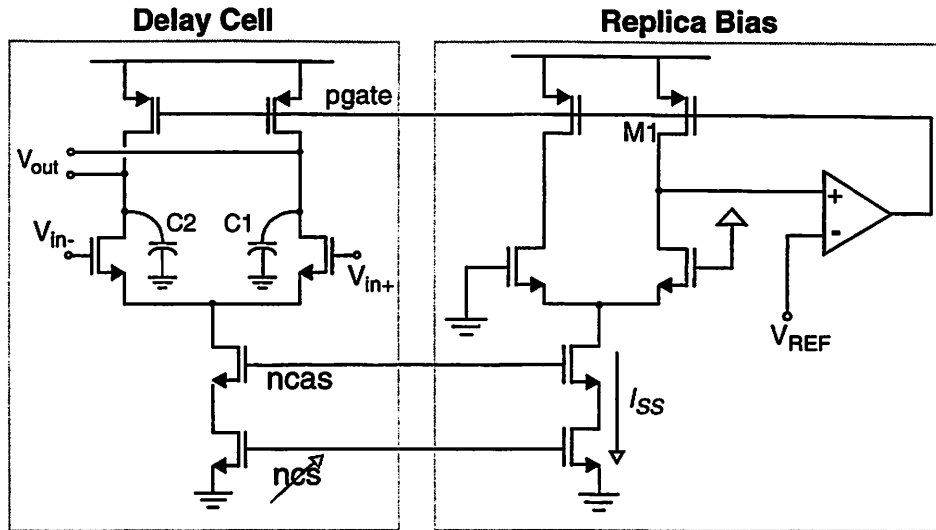 Delay Cell
Replica Bias
pgate
M1
Vout
C2
C1
Vin-
Vin+
+
-
VREF
ncas
ISS
ncs